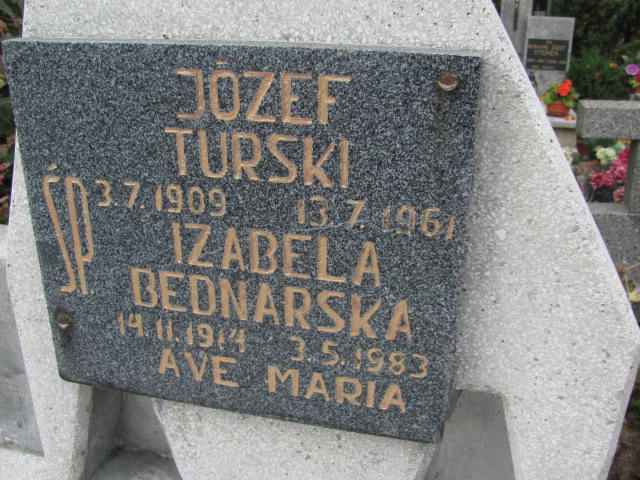 JÓZEF
TURSKI
ŚP 3.7.1909 13.7.1961
IZABELA
BEDNARSKA
14.11.1914 3.5.1983
AVE MARIA